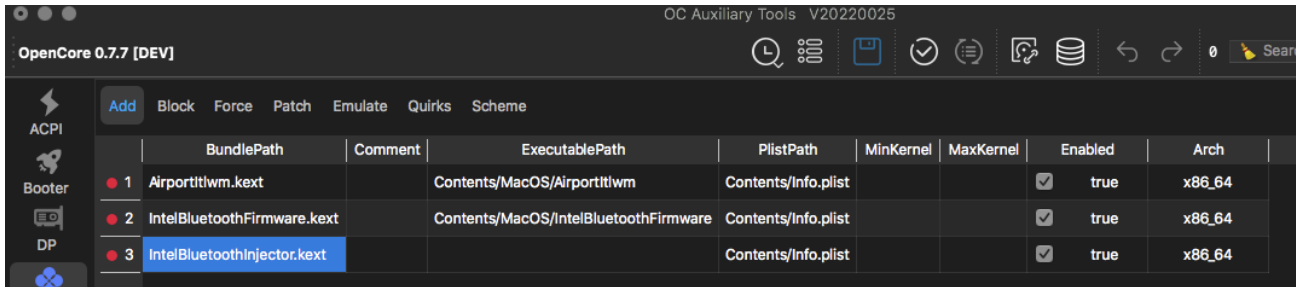 OC Auxiliary Tools V20220025
OpenCore 0.7.7 [DEV]
0
ACPI
Booter
DP
Add Block Force Patch Emulate Quirks Scheme
BundlePath Comment ExecutablePath PlistPath MinKernel MaxKernel Enabled Arch
1 AirportItlwm.kext Contents/MacOS/AirportItlwm Contents/Info.plist true x86_64
2 IntelBluetoothFirmware.kext Contents/MacOS/IntelBluetoothFirmware Contents/Info.plist true x86_64
3 IntelBluetoothInjector.kext Contents/Info.plist true x86_64